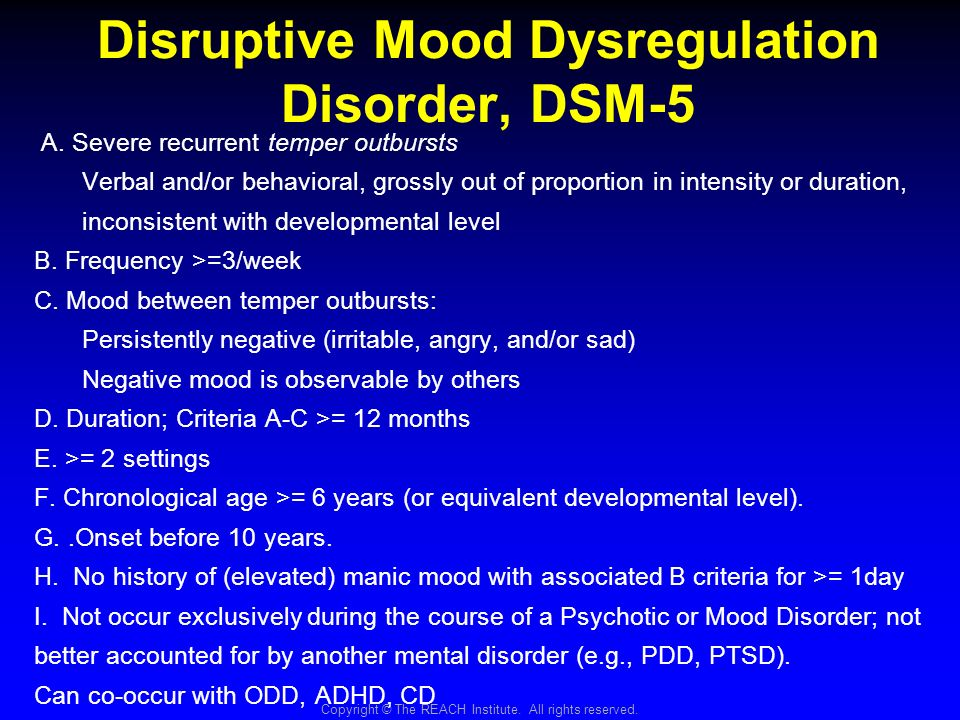 Disruptive Mood Dysregulation
Disorder, DSM-5
A. Severe recurrent temper outbursts
Verbal and/or behavioral, grossly out of proportion in intensity or duration,
inconsistent with developmental level
B. Frequency >=3/week
C. Mood between temper outbursts:
Persistently negative (irritable, angry, and/or sad)
Negative mood is observable by others
D. Duration; Criteria A-C >= 12 months
E. >= 2 settings
F. Chronological age >= 6 years (or equivalent developmental level).
G. .Onset before 10 years.
H. No history of (elevated) manic mood with associated B criteria for >= 1day
I. Not occur exclusively during the course of a Psychotic or Mood Disorder; not
better accounted for by another mental disorder (e.g., PDD, PTSD).
Can co-occur with ODD, ADHD, CD
Copyright © The REACH Institute. All rights reserved.